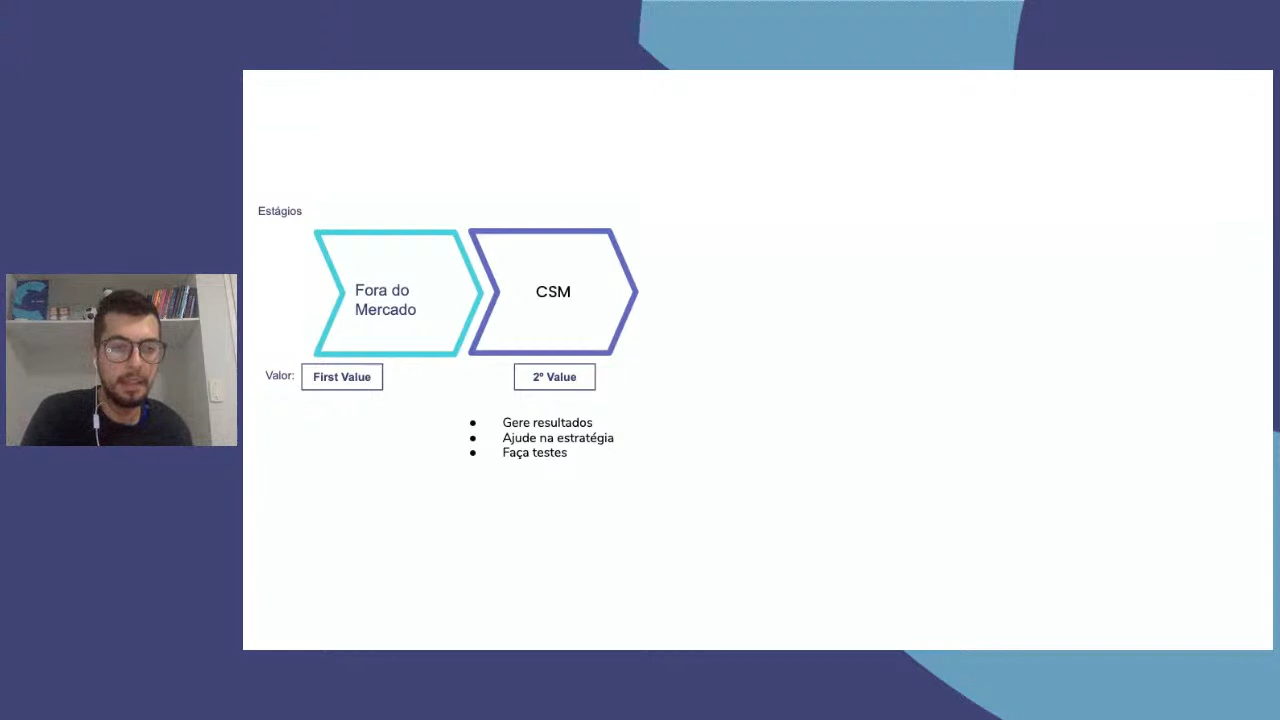 Estágios
Fora do
Mercado
CSM
Valor:
First Value
2º Value
● Gere resultados
● Ajude na estratégia
● Faça testes